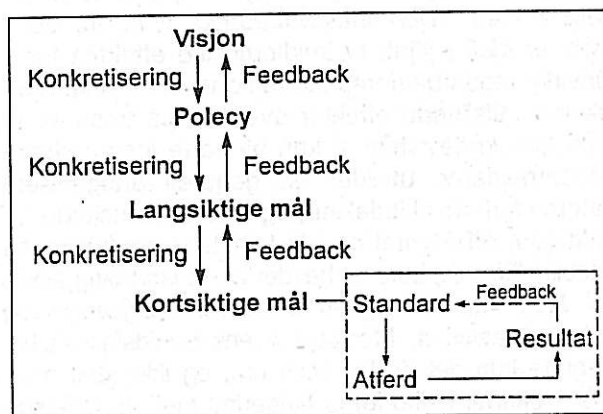 Visjon
Konkretisering Feedback
Polecy
Konkretisering Feedback
Langsiktige mål
Konkretisering Feedback
Kortsiktige mål Standard Feedback
Resultat
Atferd